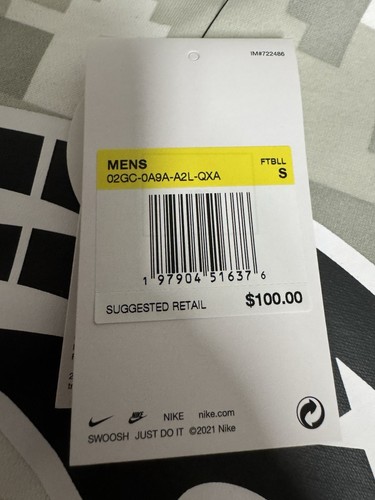 IM#722486
MENS FTBLL
02GC-0A9A-A2L-QXA S
1 97904 51637 6
SUGGESTED RETAIL $100.00
NIKE NIKE nike.com
SWOOSH JUST DO IT ©2021 Nike